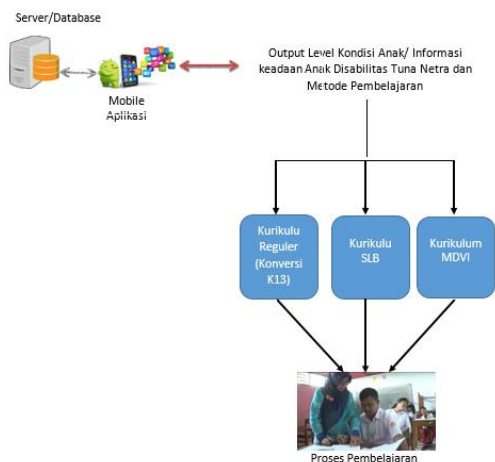 Server/Database
Mobile
Aplikasi
Output Level Kondisi Anak/ Informasi
keadaan Anak Disabilitas Tuna Netra dan
Metode Pembelajaran
Kurikulu
Reguler
(Konversi
K13)
Kurikulu
SLB
Kurikulum
MDVI
Proses Pembelajaran